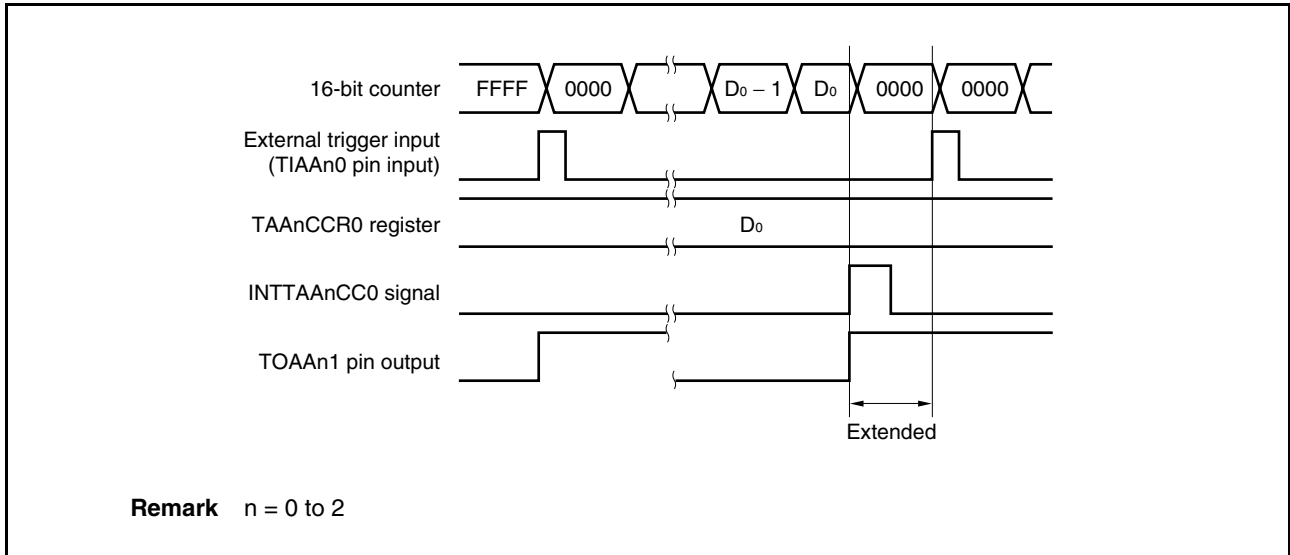 16-bit counter FFFF 0000 D₀ − 1 D₀ 0000 0000
External trigger input
(TIAAn0 pin input)
TAAnCCR0 register D₀
INTTAAnCC0 signal
TOAAn1 pin output
Extended
Remark n = 0 to 2